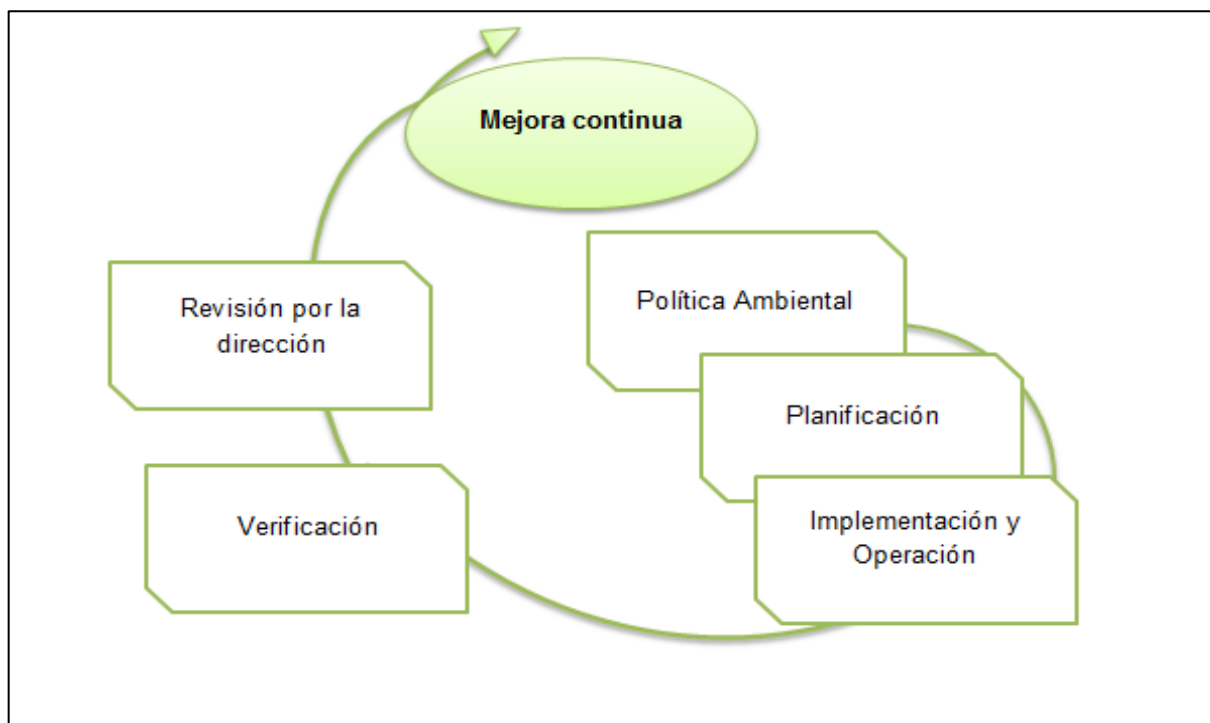 Mejora continua
Política Ambiental
Planificación
Implementación y
Operación
Verificación
Revisión por la
dirección